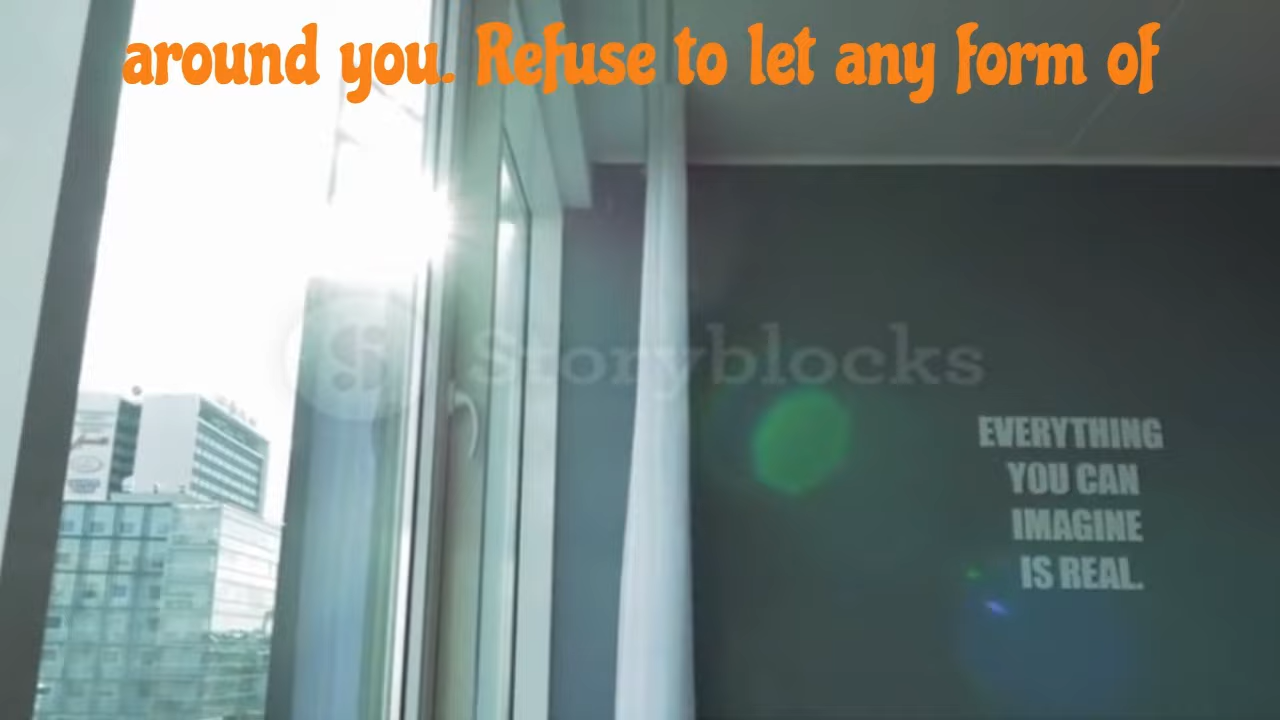 around you. Refuse to let any form of
Storyblocks
EVERYTHING
YOU CAN
IMAGINE
IS REAL.